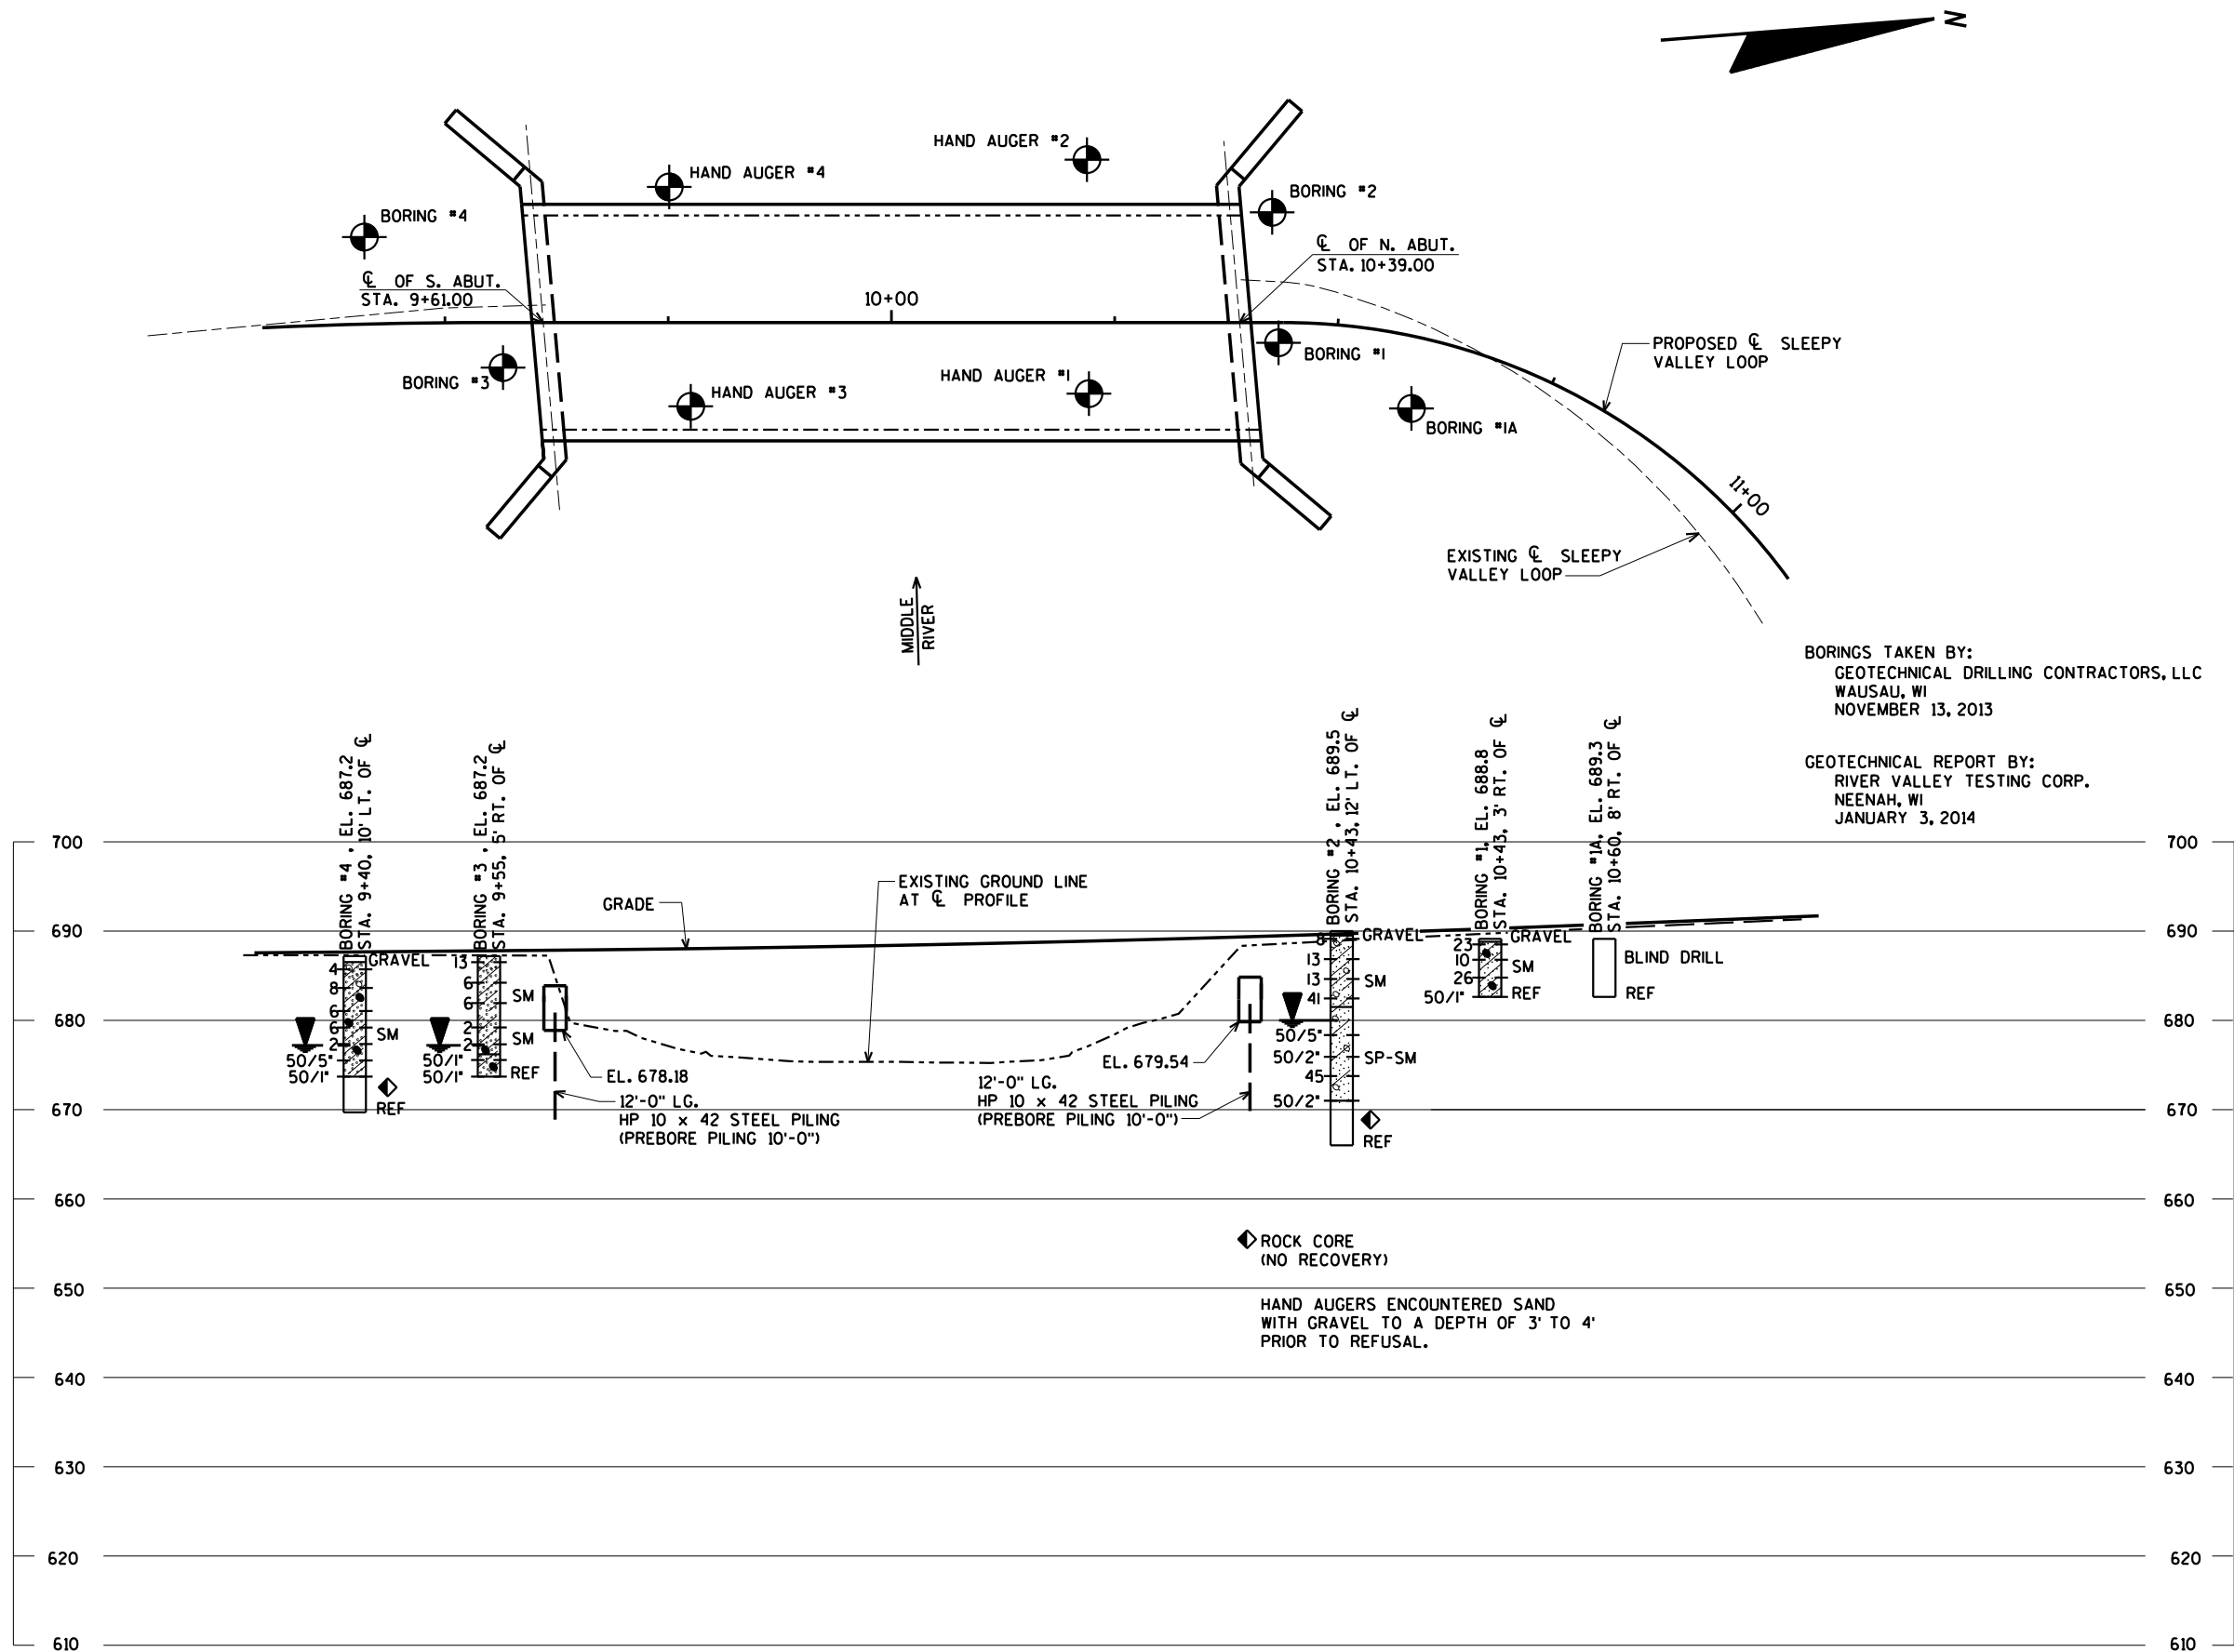 N
HAND AUGER #2
HAND AUGER #4
BORING #2
BORING #4
℄ OF N. ABUT.
STA. 10+39.00
℄ OF S. ABUT.
STA. 9+61.00
10+00
PROPOSED ℄ SLEEPY
VALLEY LOOP
BORING #1
BORING #3
HAND AUGER #1
HAND AUGER #3
BORING #1A
11+00
EXISTING ℄ SLEEPY
VALLEY LOOP
MIDDLE
RIVER
BORINGS TAKEN BY:
GEOTECHNICAL DRILLING CONTRACTORS, LLC
WAUSAU, WI
NOVEMBER 13, 2013
GEOTECHNICAL REPORT BY:
RIVER VALLEY TESTING CORP.
NEENAH, WI
JANUARY 3, 2014
BORING #4 , EL. 687.2
STA. 9+40, 10' LT. OF ℄
BORING #3 , EL. 687.2
STA. 9+55, 5' RT. OF ℄
BORING #2 , EL. 689.5
STA. 10+43, 12' LT. OF ℄
BORING #1, EL. 688.8
STA. 10+43, 3' RT. OF ℄
BORING #1A, EL. 689.3
STA. 10+60, 8' RT. OF ℄
700
700
EXISTING GROUND LINE
AT ℄ PROFILE
GRADE
690
690
GRAVEL
4
8
6
6
2
50/5"
50/1"
SM
REF
13
6
6
2
2
50/1"
50/1"
SM
SM
REF
8
GRAVEL
13
13
41
50/5"
50/2"
45
50/2"
SM
SP-SM
REF
23
10
26
50/1"
GRAVEL
SM
REF
BLIND DRILL
REF
680
680
EL. 678.18
12'-0" LG.
HP 10 x 42 STEEL PILING
(PREBORE PILING 10'-0")
EL. 679.54
12'-0" LG.
HP 10 x 42 STEEL PILING
(PREBORE PILING 10'-0")
670
670
660
660
ROCK CORE
(NO RECOVERY)
650
650
HAND AUGERS ENCOUNTERED SAND
WITH GRAVEL TO A DEPTH OF 3' TO 4'
PRIOR TO REFUSAL.
640
640
630
630
620
620
610
610